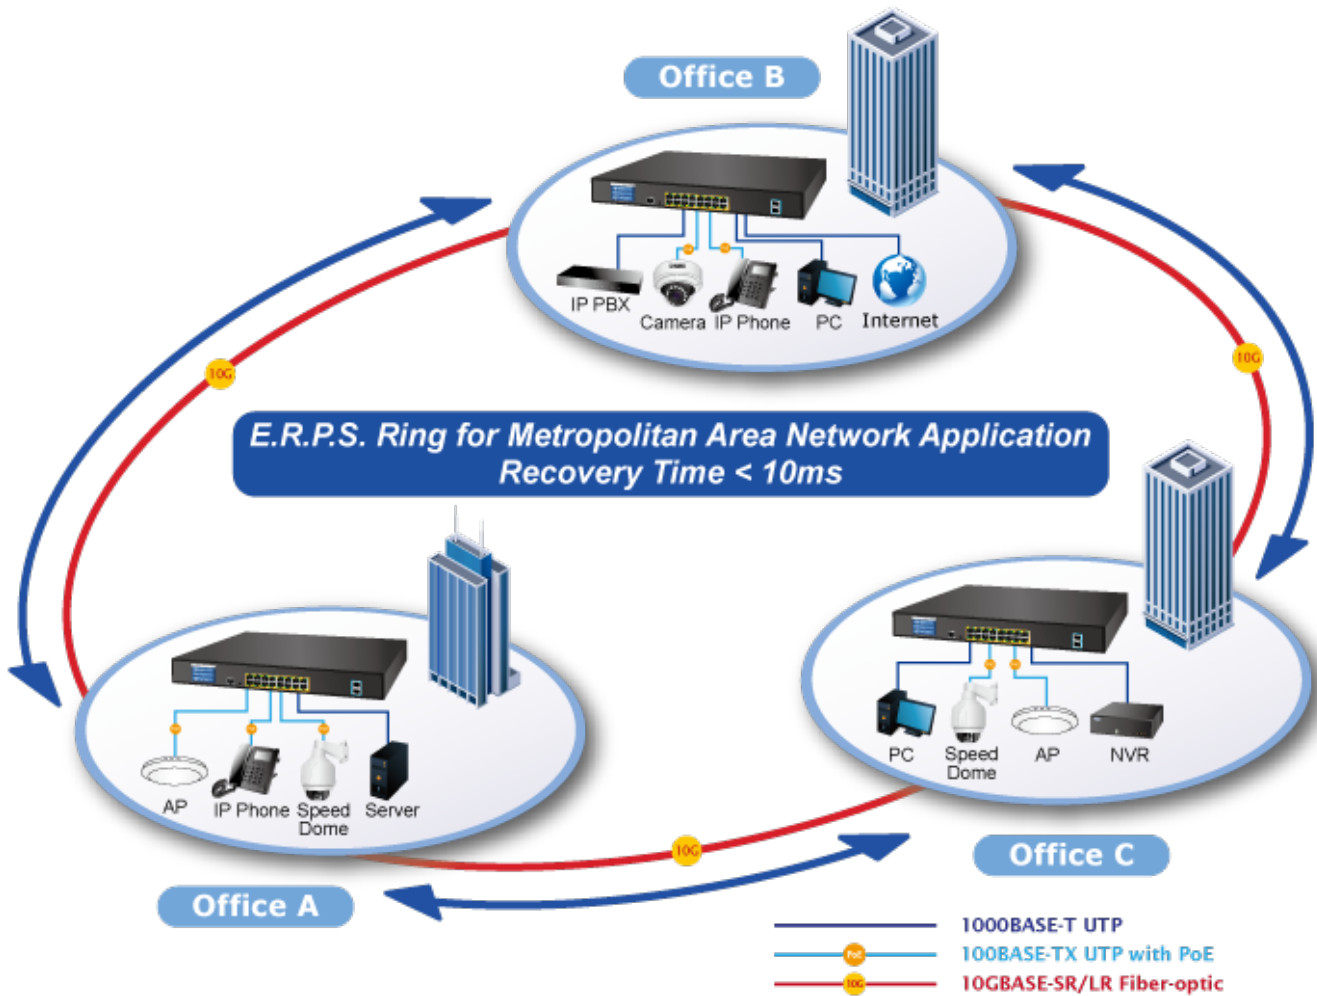 Office B
IP PBX
Camera
IP Phone
PC
Internet
10G
10G
E.R.P.S. Ring for Metropolitan Area Network Application
Recovery Time < 10ms
AP
IP Phone
Speed
Dome
Server
PC
Speed
Dome
AP
NVR
10G
Office A
Office C
1000BASE-T UTP
PoE
100BASE-TX UTP with PoE
10G
10GBASE-SR/LR Fiber-optic